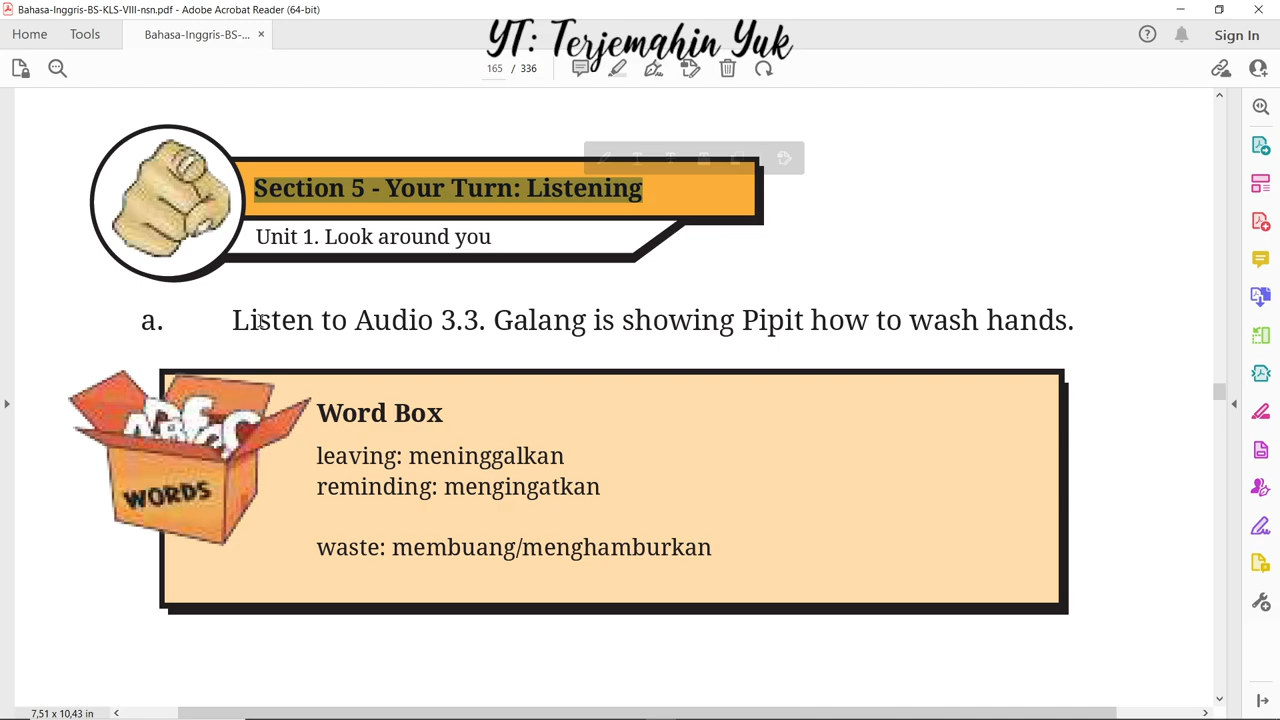 Bahasa-Inggris-BS-KLS-VIII-nsn.pdf - Adobe Acrobat Reader (64-bit)
Home Tools Bahasa-Inggris-BS-... × Sign In
YT: Terjemahin Yuk
165 / 336
Section 5 - Your Turn: Listening
Unit 1. Look around you
a. Listen to Audio 3.3. Galang is showing Pipit how to wash hands.
Word Box
leaving: meninggalkan
reminding: mengingatkan
WORDS
waste: membuang/menghamburkan
7,51 x 10,43 in